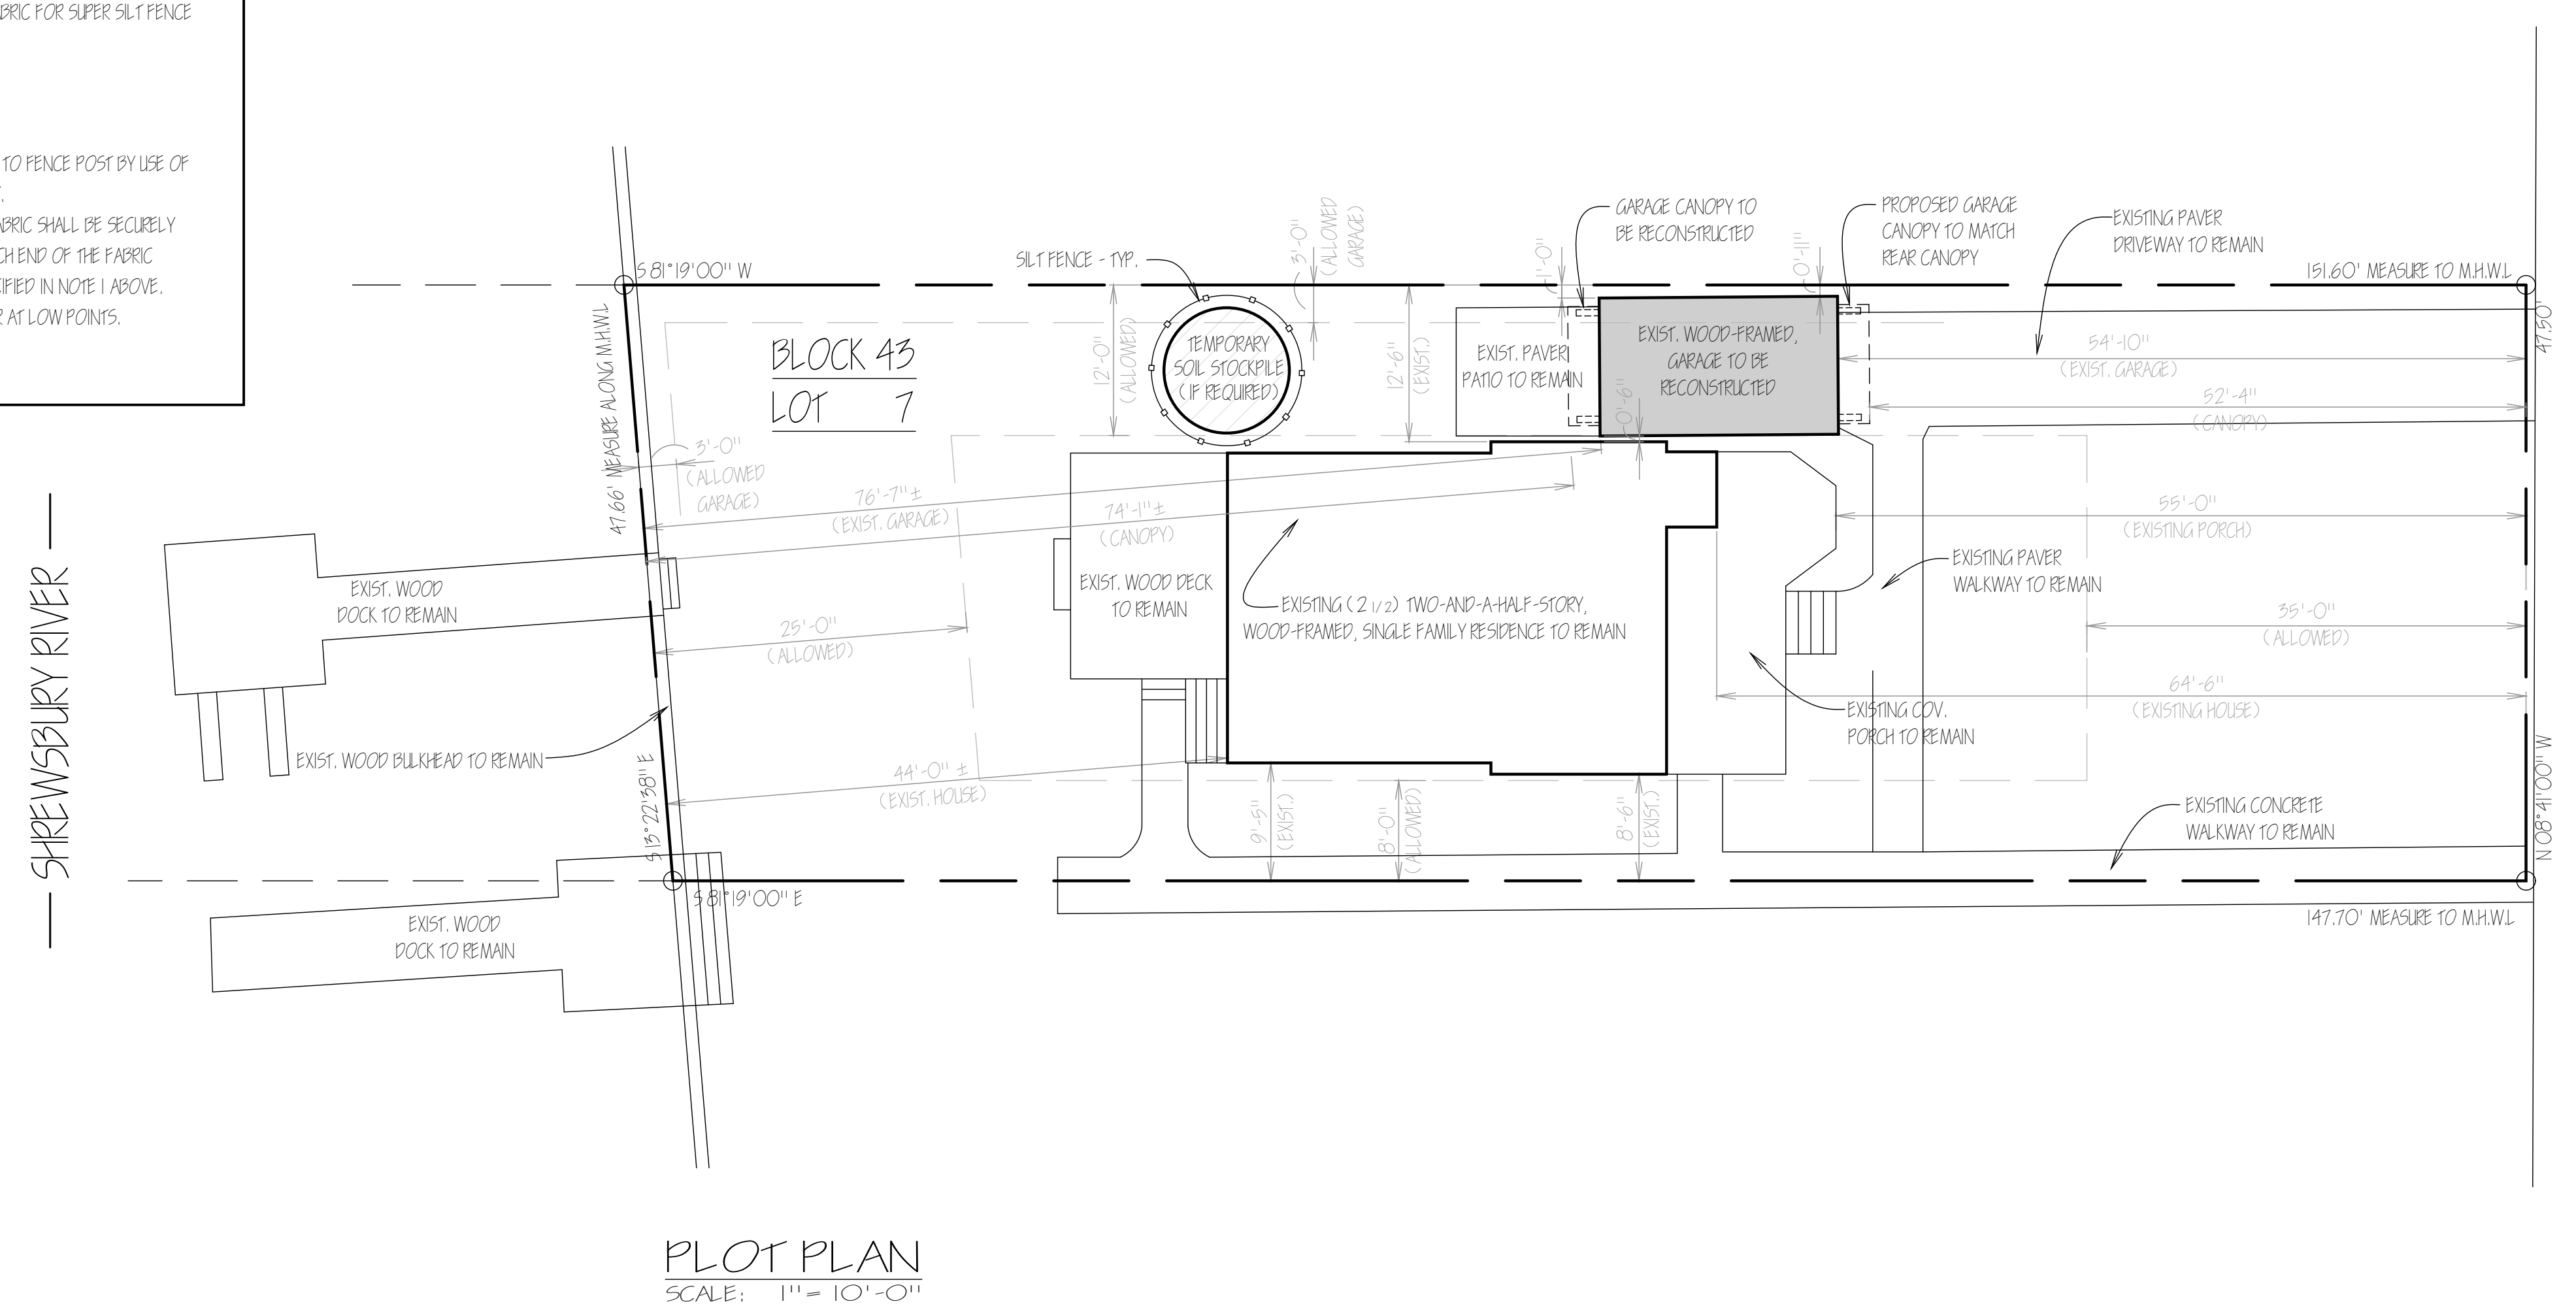 FOR SUPER SILT FENCE
TO FENCE POST BY USE OF
SHALL BE SECURELY
END OF THE FABRIC
IN NOTE 1 ABOVE.
AT LOW POINTS.
SHREWSBURY RIVER
S 81°19'00" W
47.66' MEASURE ALONG M.H.W.L
S 13°22'38" E
BLOCK 43
LOT 7
SILT FENCE - TYP.
12'-0"
(ALLOWED)
TEMPORARY
SOIL STOCKPILE
(IF REQUIRED)
3'-0"
(ALLOWED
GARAGE)
12'-6"
(EXIST.)
1'-0"
GARAGE CANOPY TO
BE RECONSTRUCTED
0'-11"
PROPOSED GARAGE
CANOPY TO MATCH
REAR CANOPY
EXISTING PAVER
DRIVEWAY TO REMAIN
151.60' MEASURE TO M.H.W.L
47.50'
EXIST. PAVER
PATIO TO REMAIN
EXIST. WOOD-FRAMED,
GARAGE TO BE
RECONSTRUCTED
0'-6"
54'-10"
(EXIST. GARAGE)
52'-4"
(CANOPY)
3'-0"
(ALLOWED
GARAGE)
76'-7"±
(EXIST. GARAGE)
74'-1"±
(CANOPY)
55'-0"
(EXISTING PORCH)
EXIST. WOOD
DOCK TO REMAIN
EXIST. WOOD DECK
TO REMAIN
EXISTING (2 1/2) TWO-AND-A-HALF-STORY,
WOOD-FRAMED, SINGLE FAMILY RESIDENCE TO REMAIN
EXISTING PAVER
WALKWAY TO REMAIN
25'-0"
(ALLOWED)
35'-0"
(ALLOWED)
64'-6"
(EXISTING HOUSE)
EXISTING COV.
PORCH TO REMAIN
EXIST. WOOD BULKHEAD TO REMAIN
44'-0" ±
(EXIST. HOUSE)
9'-5"
(EXIST.)
8'-0"
(ALLOWED)
8'-6"
(EXIST.)
EXISTING CONCRETE
WALKWAY TO REMAIN
N 08°41'00" W
S 81°19'00" E
147.70' MEASURE TO M.H.W.L
EXIST. WOOD
DOCK TO REMAIN
PLOT PLAN
SCALE: 1" = 10'-0"